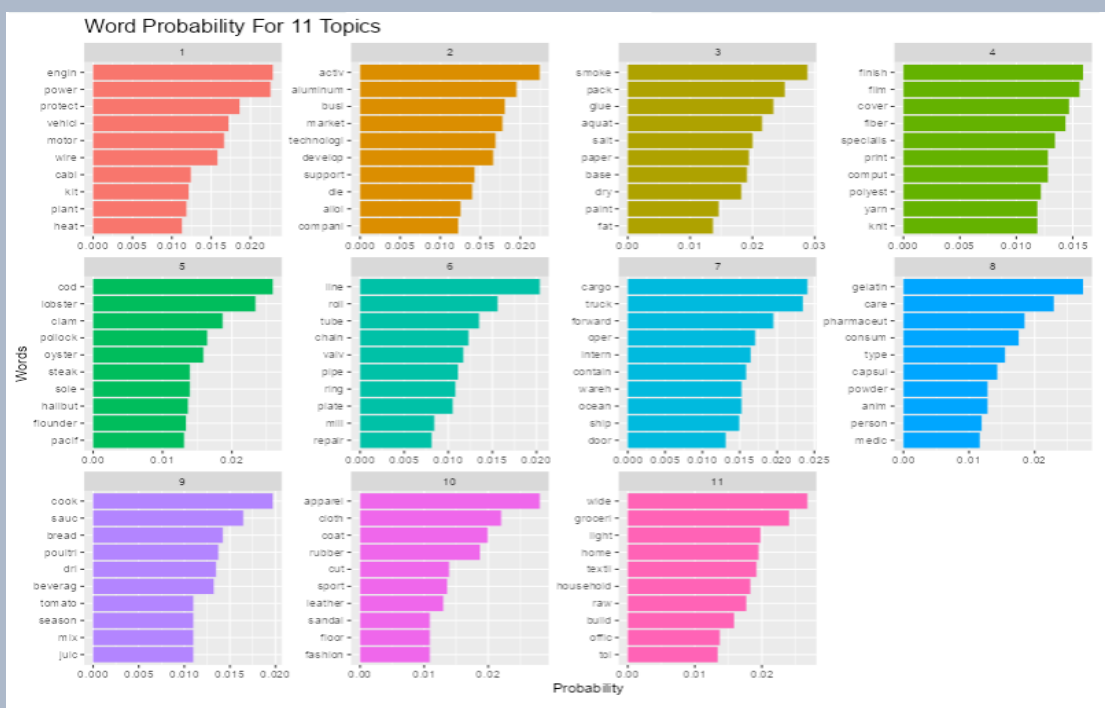 Word Probability For 11 Topics
1
engin
power
protect
vehicl
motor
wire
cabl
kit
plant
heat
0.000 0.005 0.010 0.015 0.020
2
activ
aluminum
busi
market
technologi
develop
support
die
alloi
compani
0.000 0.005 0.010 0.015 0.020
3
smoke
pack
glue
aquat
salt
paper
base
dry
paint
fat
0.00 0.01 0.02 0.03
4
finish
film
cover
fiber
specialis
print
comput
polyest
yarn
knit
0.000 0.005 0.010 0.015
Words
5
cod
lobster
clam
pollock
oyster
steak
sole
halibut
flounder
pacif
0.00 0.01 0.02
6
line
roll
tube
chain
valv
pipe
ring
plate
mill
repair
0.000 0.005 0.010 0.015 0.020
7
cargo
truck
forward
oper
intern
contain
wareh
ocean
ship
door
0.000 0.005 0.010 0.015 0.020 0.025
8
gelatin
care
pharmaceut
consum
type
capsul
powder
anim
person
medic
0.00 0.01 0.02
9
cook
sauc
bread
poultri
dri
beverag
tomato
season
mix
juic
0.000 0.005 0.010 0.015 0.020
10
apparel
cloth
coat
rubber
cut
sport
leather
sandal
floor
fashion
0.00 0.01 0.02
11
wide
groceri
light
home
textil
household
raw
build
offic
toi
0.00 0.01 0.02
Probability